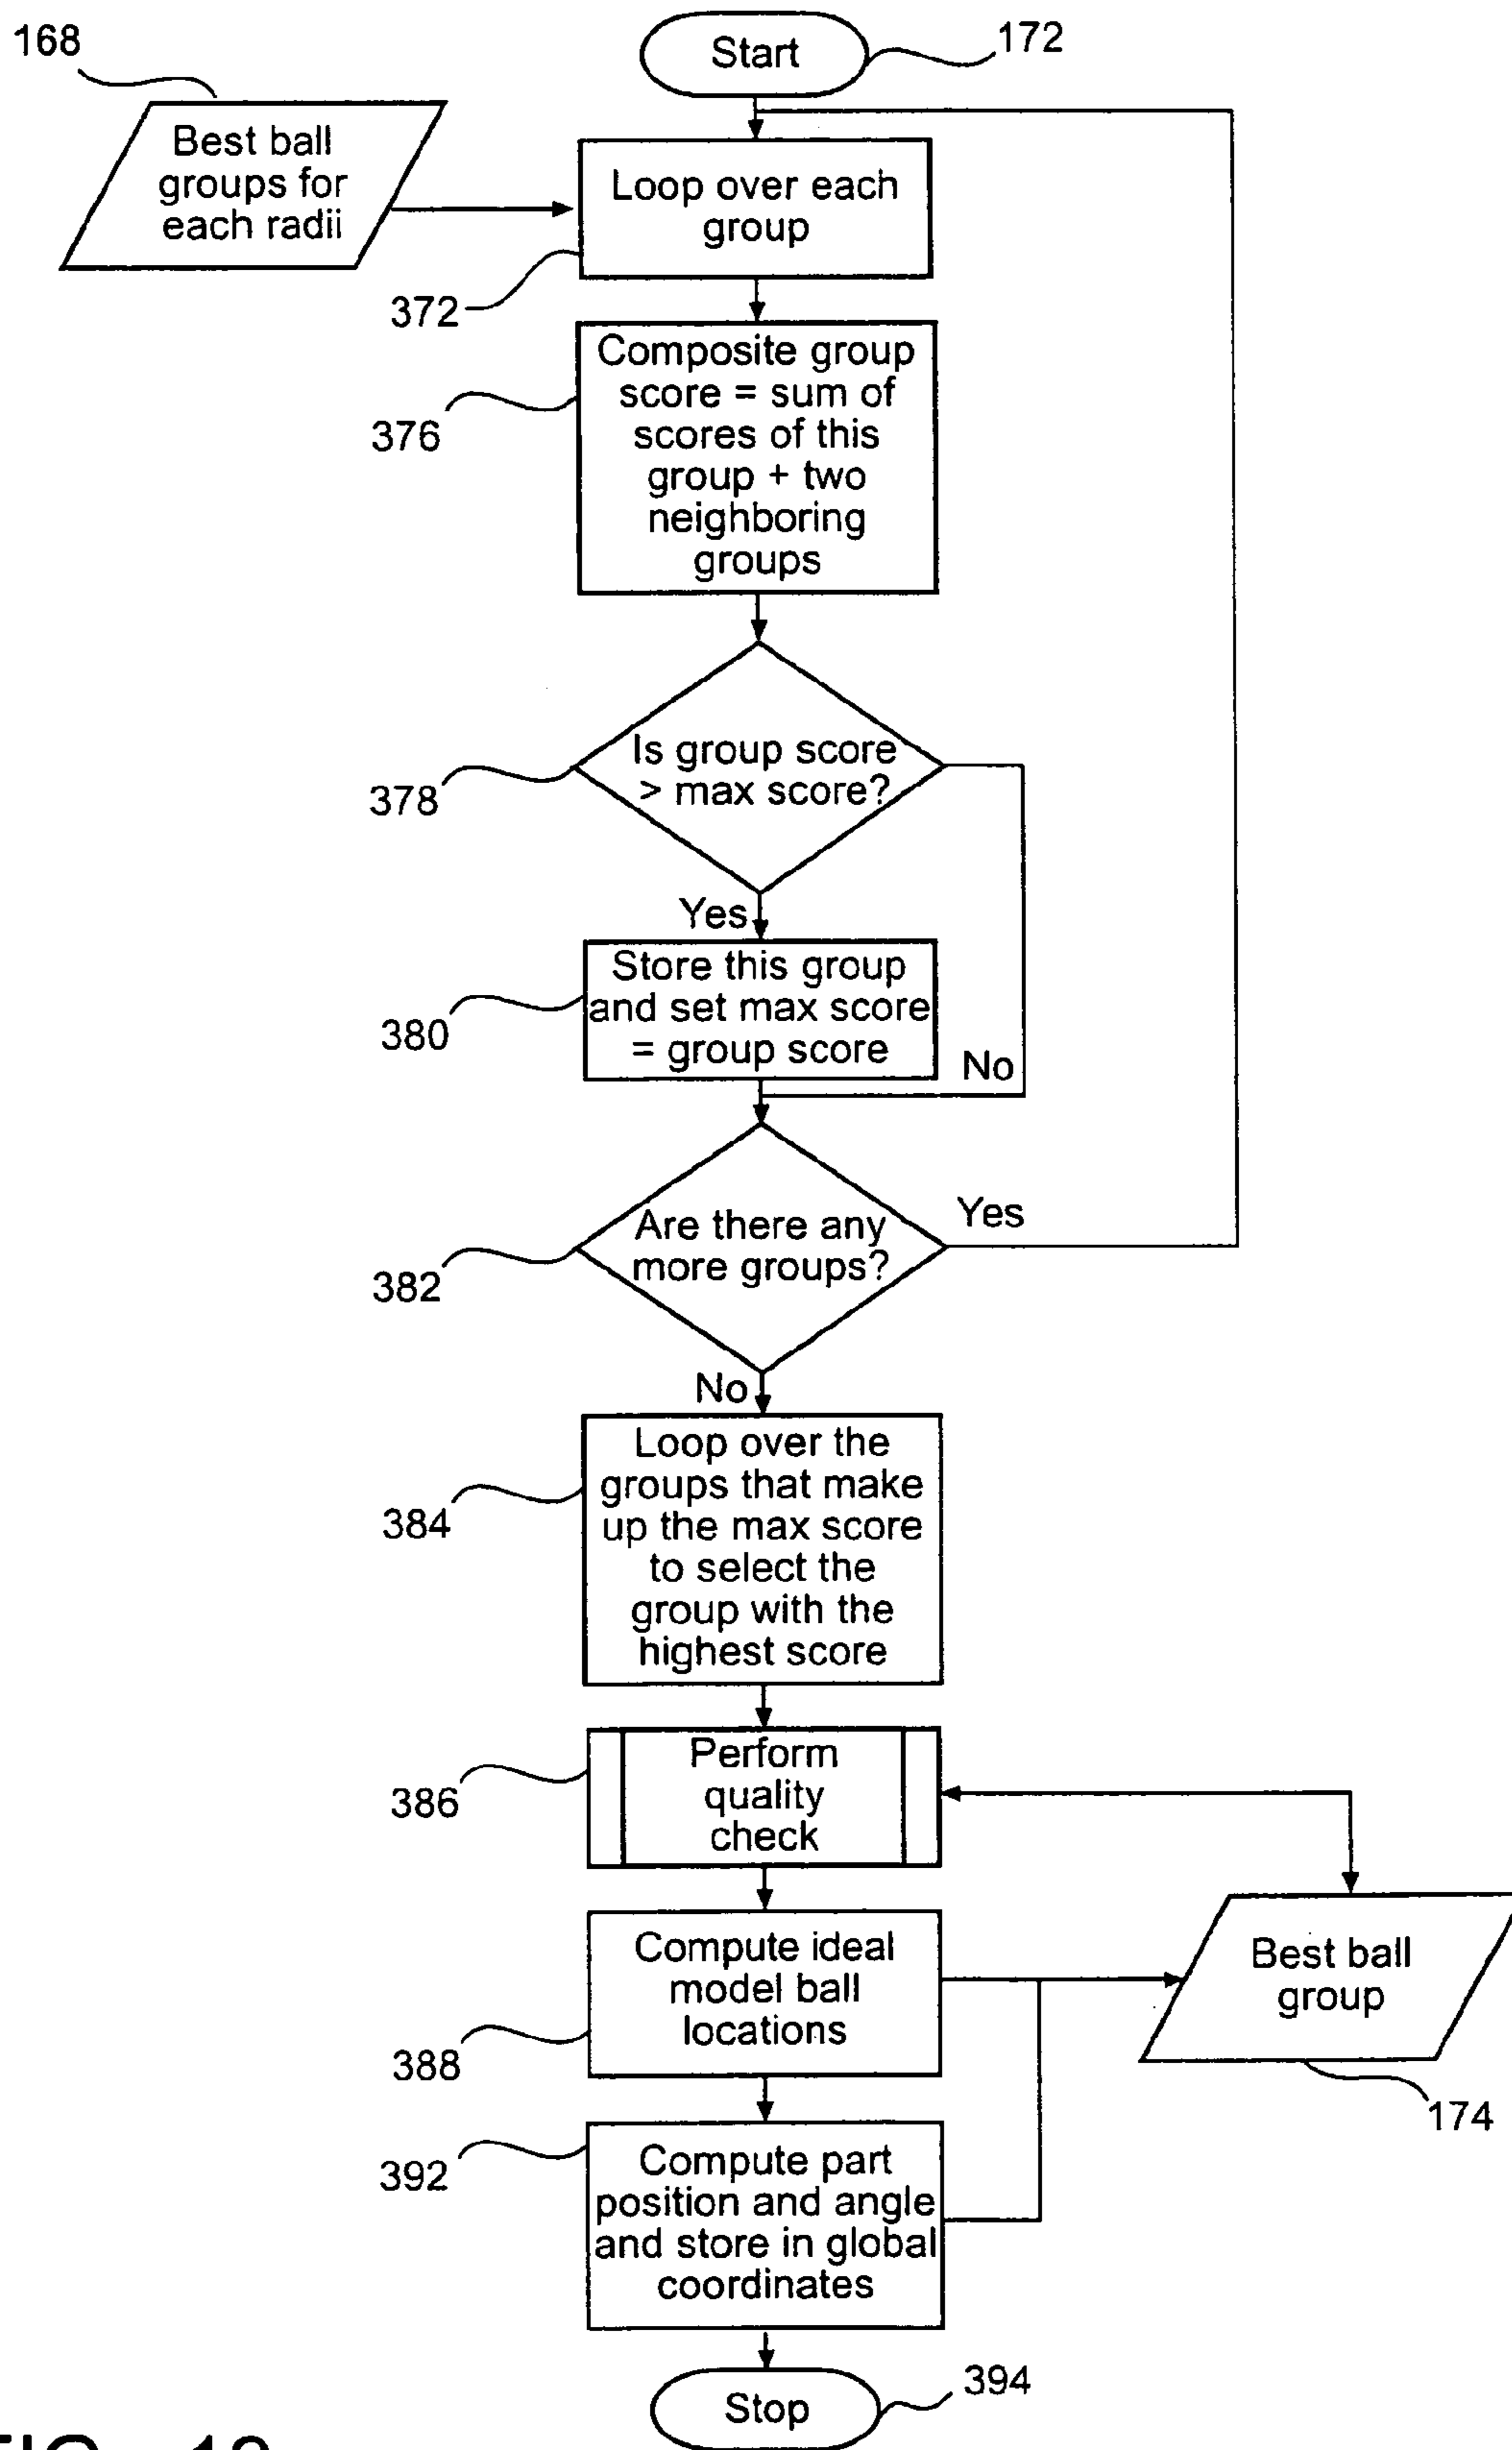 168
Start
172
Best ball
groups for
each radii
Loop over each
group
372
Composite group
score = sum of
scores of this
group + two
neighboring
groups
376
Is group score
> max score?
378
Yes
Store this group
and set max score
= group score
380
No
Are there any
more groups?
Yes
382
No
Loop over the
groups that make
up the max score
to select the
group with the
highest score
384
Perform
quality
check
386
Compute ideal
model ball
locations
388
Best ball
group
174
Compute part
position and angle
and store in global
coordinates
392
Stop
394